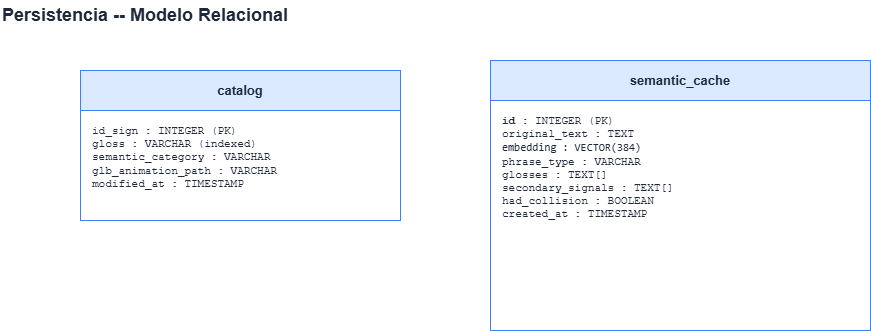 Persistencia -- Modelo Relacional
catalog
id_sign : INTEGER (PK)
gloss : VARCHAR (indexed)
semantic_category : VARCHAR
glb_animation_path : VARCHAR
modified_at : TIMESTAMP
semantic_cache
id : INTEGER (PK)
original_text : TEXT
embedding : VECTOR(384)
phrase_type : VARCHAR
glosses : TEXT[]
secondary_signals : TEXT[]
had_collision : BOOLEAN
created_at : TIMESTAMP